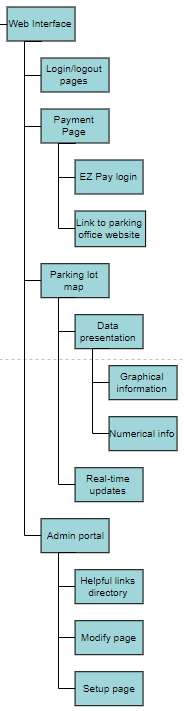 Web Interface
Login/logout
pages
Payment
Page
EZ Pay login
Link to parking
office website
Parking lot
map
Data
presentation
Graphical
information
Numerical info
Real-time
updates
Admin portal
Helpful links
directory
Modify page
Setup page